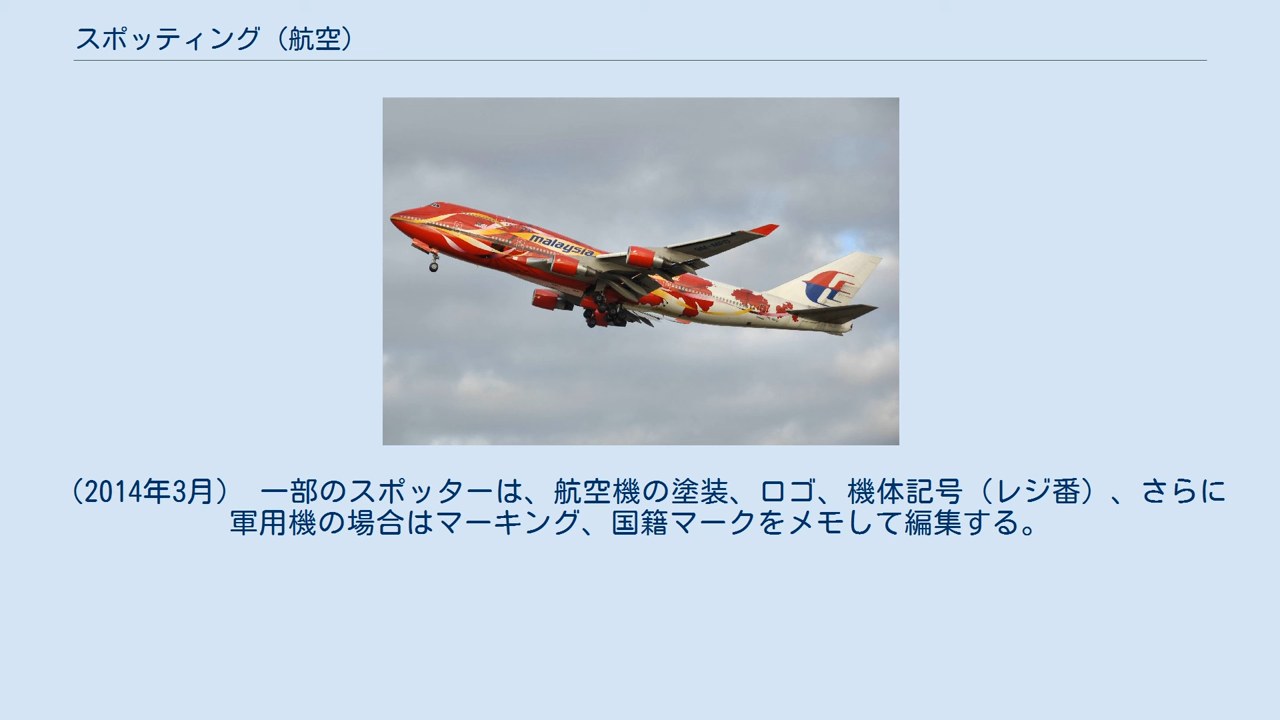 スポッティング（航空）
malaysia
（2014年3月）　一部のスポッターは、航空機の塗装、ロゴ、機体記号（レジ番）、さらに
軍用機の場合はマーキング、国籍マークをメモして編集する。